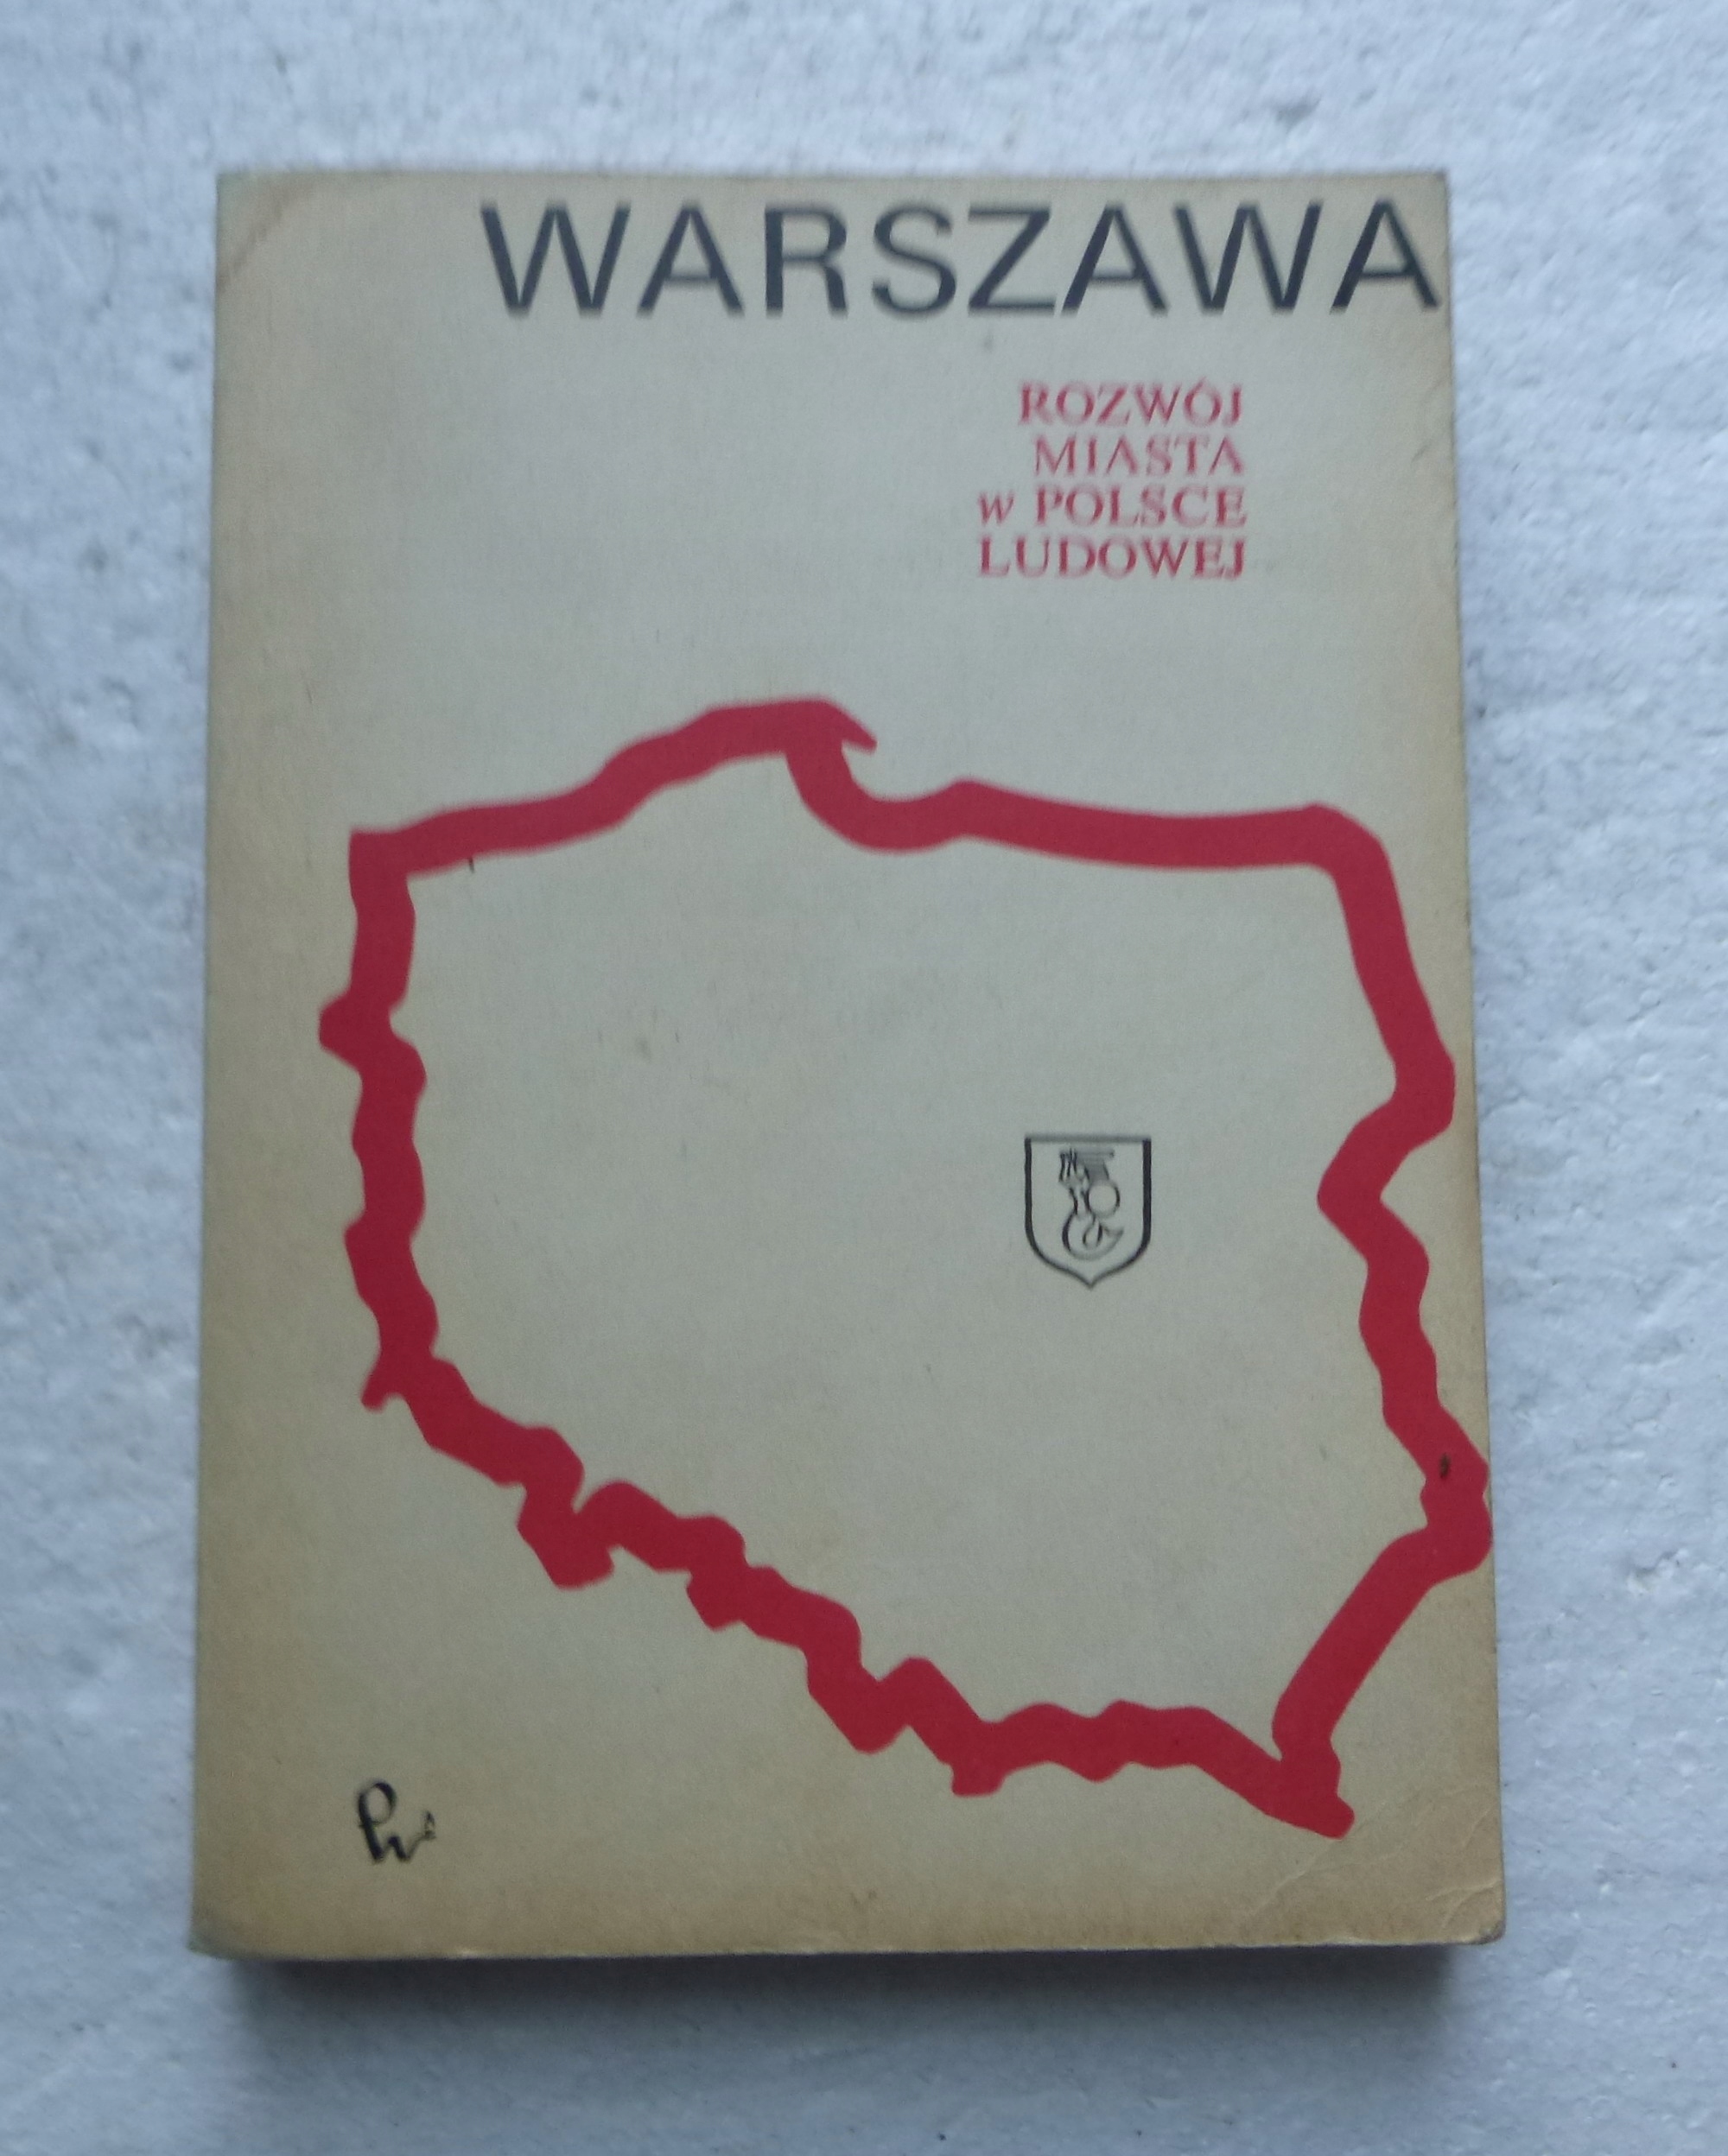 WARSZAWA
ROZWÓJ
MIASTA
w POLSCE
LUDOWEJ